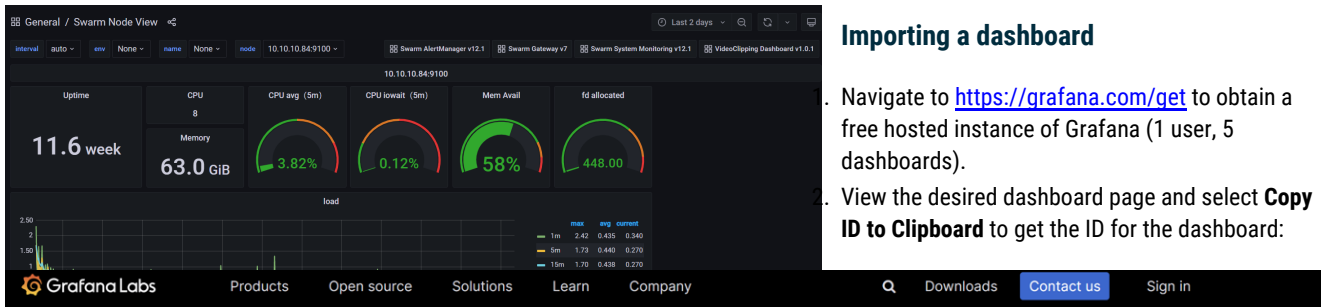 General / Swarm Node View
Last 2 days
interval auto env None name None node 10.10.10.84:9100
Swarm AlertManager v12.1 Swarm Gateway v7 Swarm System Monitoring v12.1 VideoClipping Dashboard v1.0.1
10.10.10.84:9100
Uptime
11.6 week
CPU
8
Memory
63.0 GiB
CPU avg (5m)
3.82%
CPU iowait (5m)
0.12%
Mem Avail
58%
fd allocated
448.00
load
2.50
2
1.50
1
max avg current
1m 2.42 0.435 0.340
5m 1.73 0.440 0.270
15m 1.70 0.438 0.270
Importing a dashboard
1. Navigate to https://grafana.com/get to obtain a
free hosted instance of Grafana (1 user, 5
dashboards).
2. View the desired dashboard page and select Copy
ID to Clipboard to get the ID for the dashboard:
Grafana Labs Products Open source Solutions Learn Company Downloads Contact us Sign in